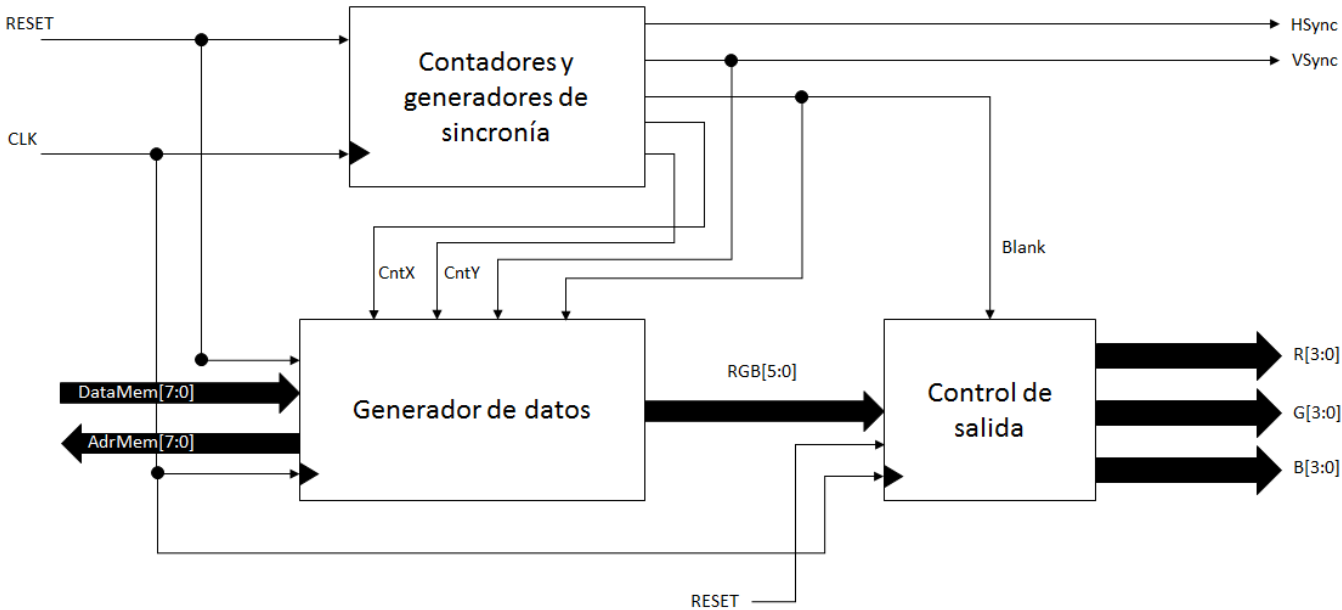 RESET
HSync
VSync
Contadores y
generadores de
sincronía
CLK
Blank
CntX
CntY
DataMem[7:0]
AdrMem[7:0]
Generador de datos
RGB[5:0]
Control de
salida
R[3:0]
G[3:0]
B[3:0]
RESET